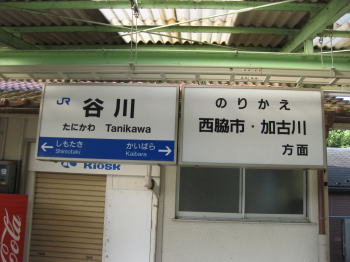 JR 谷川
たにかわ Tanikawa
しもたき かいばら
Shimotaki Kaibara
のりかえ
西脇市・加古川
方面
Kiosk
Cola